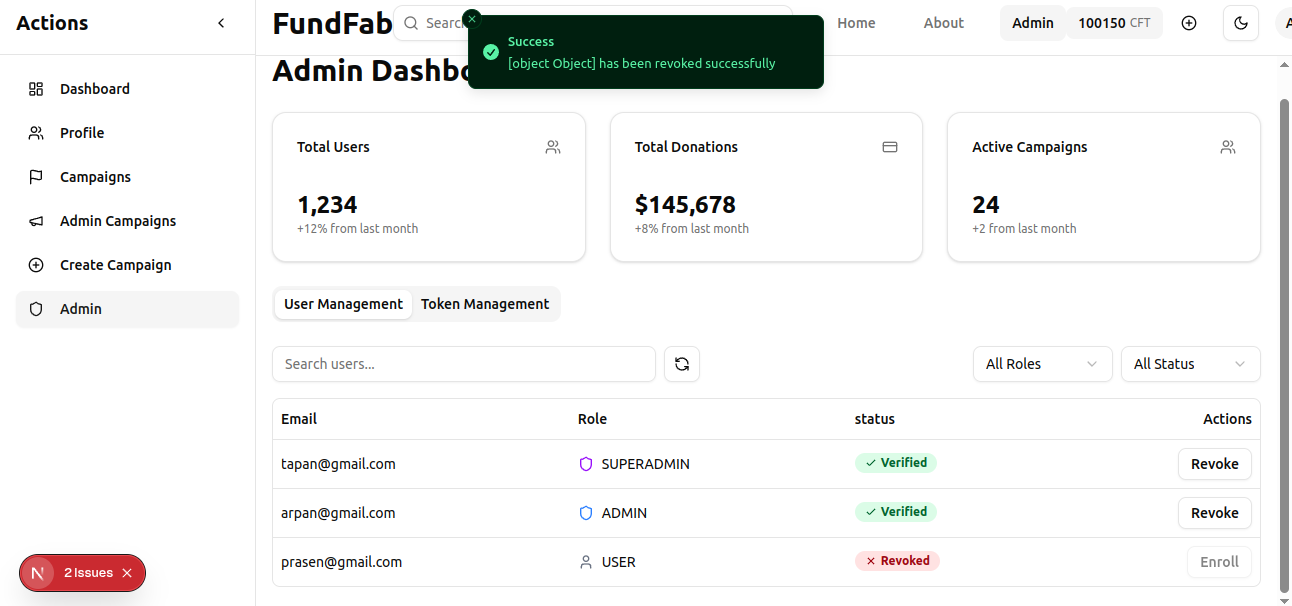 Actions
FundFab
Searc
Home
About
Admin
100150 CFT
A
Success
[object Object] has been revoked successfully
Dashboard
Profile
Campaigns
Admin Campaigns
Create Campaign
Admin
Admin Dashbo
Total Users
1,234
+12% from last month
Total Donations
$145,678
+8% from last month
Active Campaigns
24
+2 from last month
User Management
Token Management
Search users...
All Roles
All Status
Email Role status Actions
tapan@gmail.com SUPERADMIN Verified Revoke
arpan@gmail.com ADMIN Verified Revoke
prasen@gmail.com USER Revoked Enroll
N 2 Issues